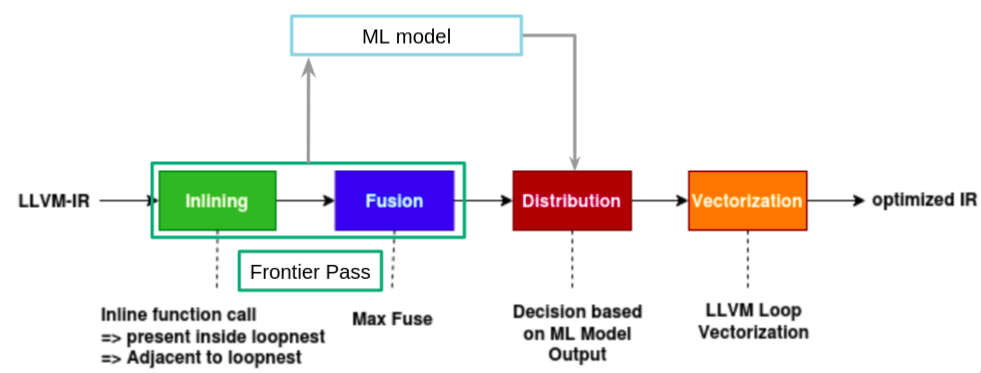 ML model
LLVM-IR
Inlining
Fusion
Distribution
Vectorization
optimized IR
Frontier Pass
Inline function call
=> present inside loopnest
=> Adjacent to loopnest
Max Fuse
Decision based
on ML Model
Output
LLVM Loop
Vectorization